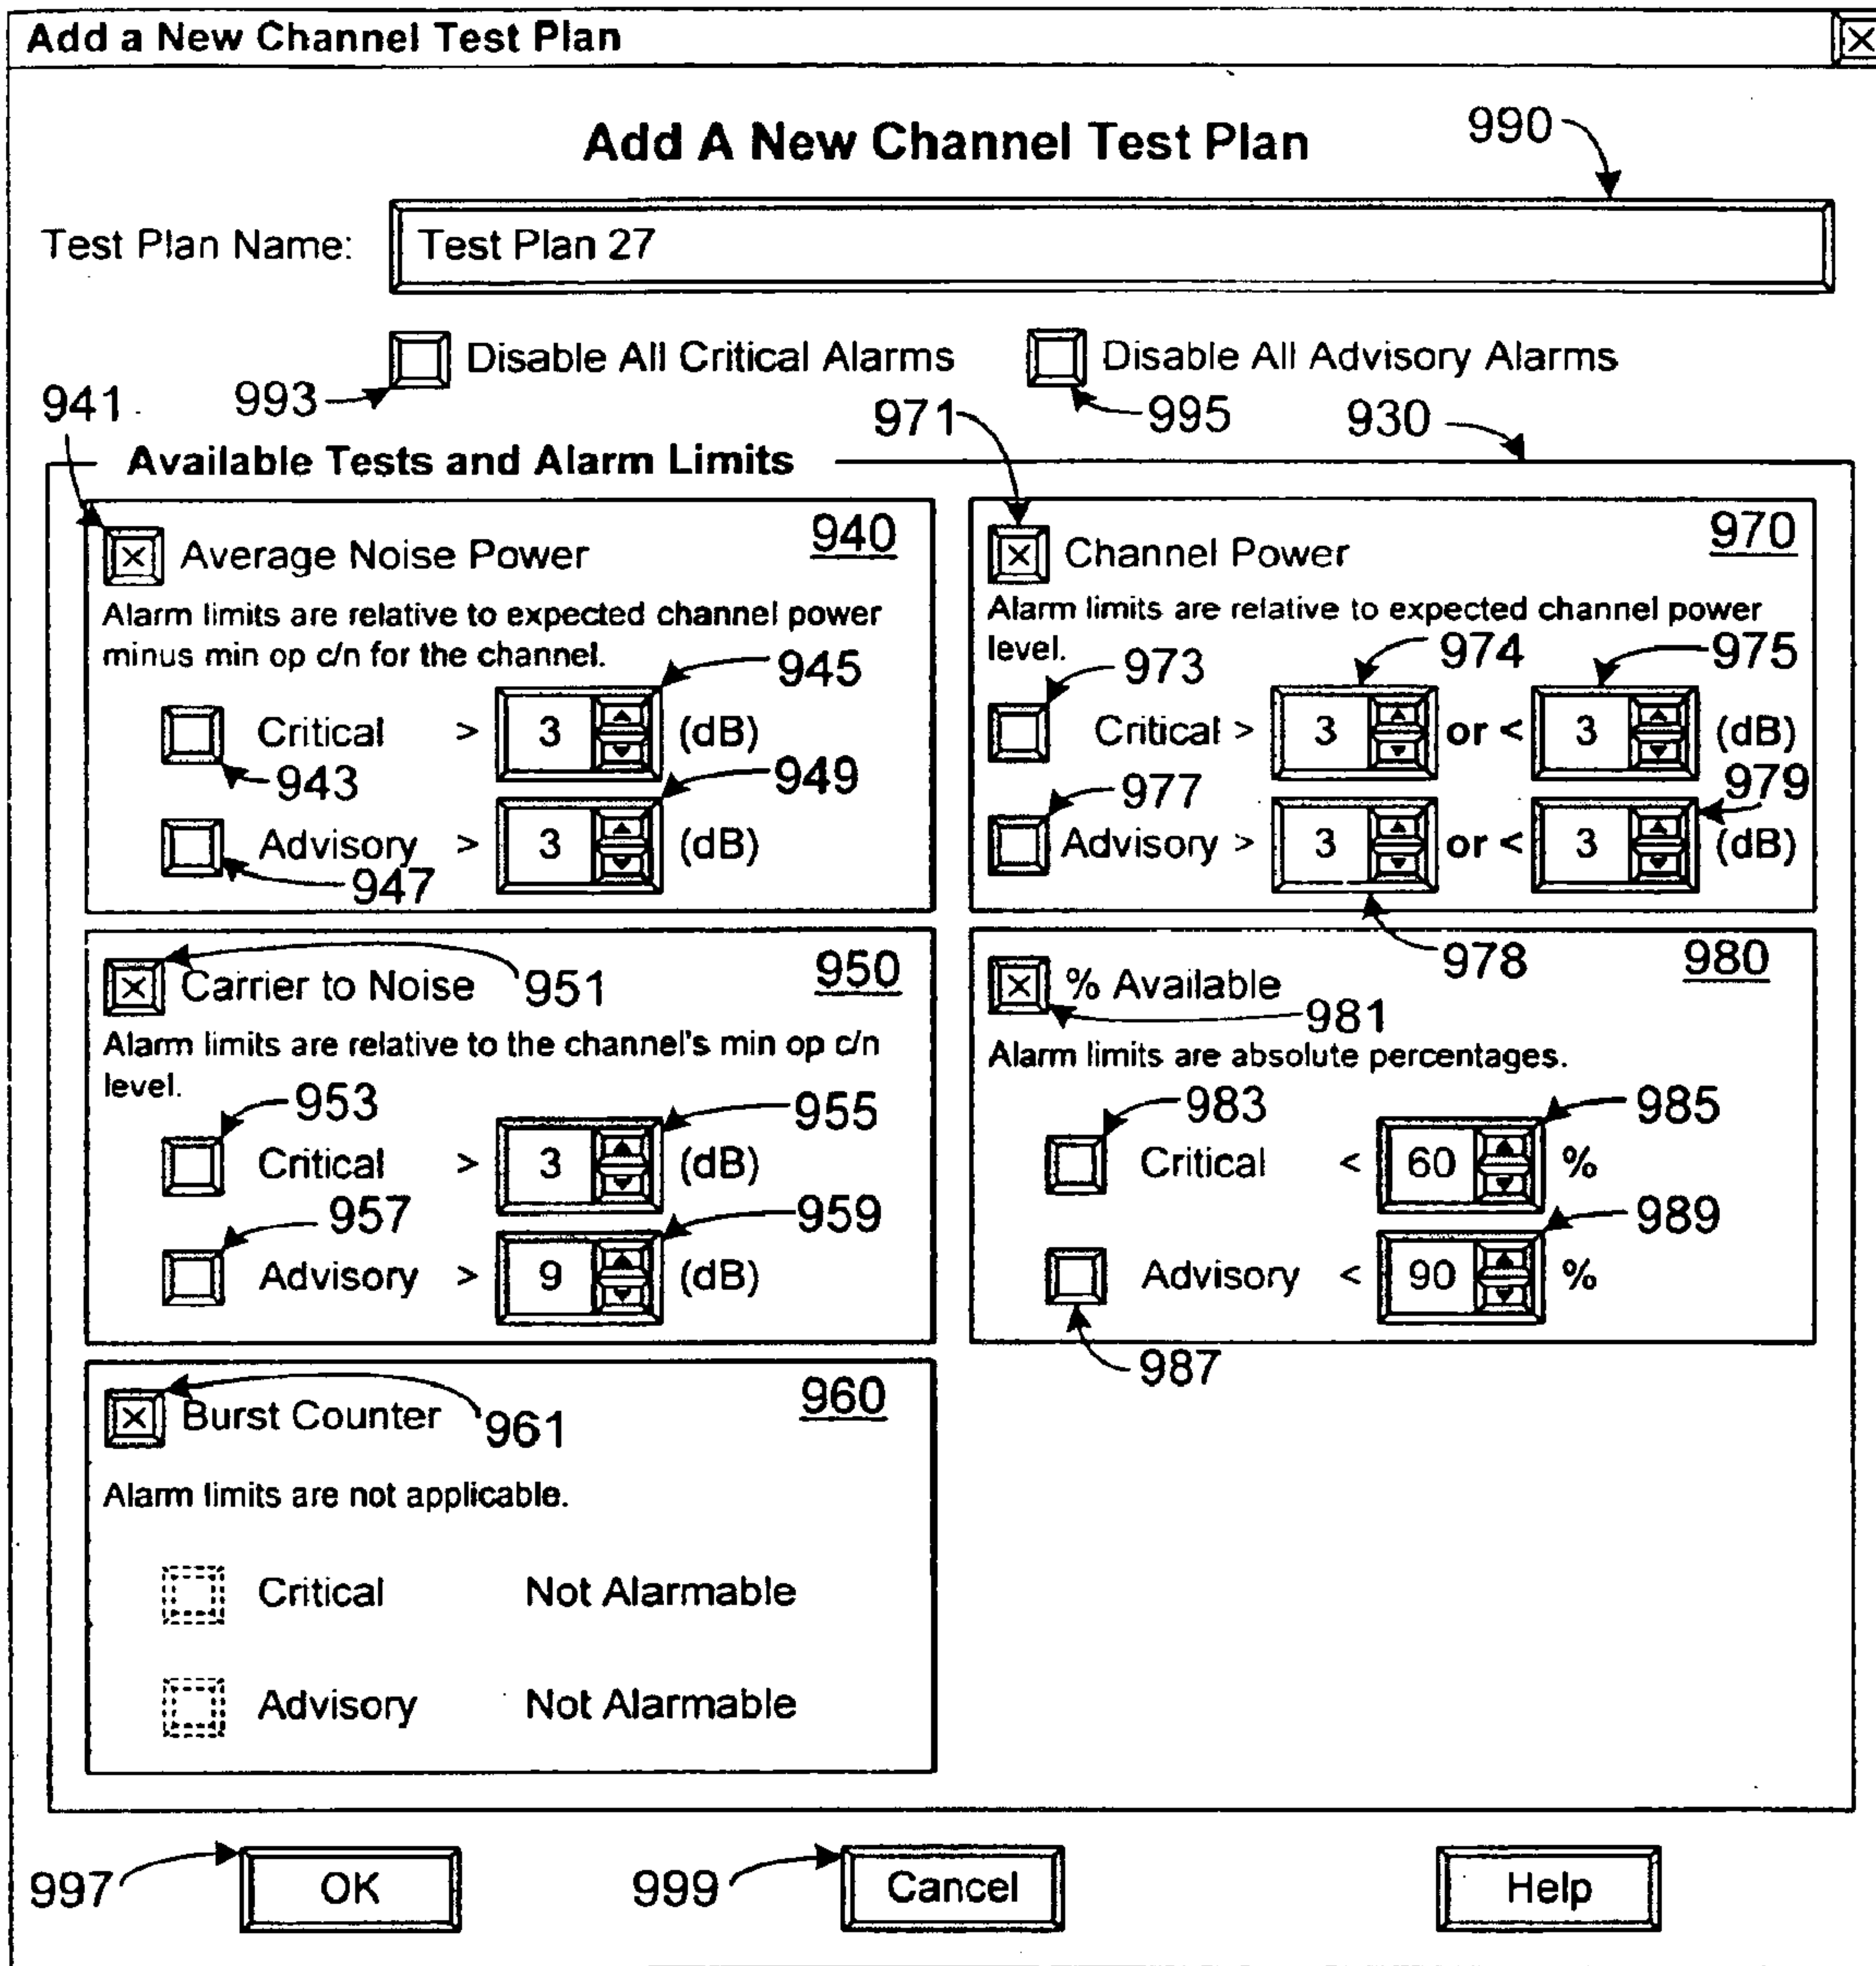 Add a New Channel Test Plan
Add A New Channel Test Plan
990
Test Plan Name:
Test Plan 27
Disable All Critical Alarms
Disable All Advisory Alarms
993
995
941
971
930
Available Tests and Alarm Limits
Average Noise Power
940
Alarm limits are relative to expected channel power
minus min op c/n for the channel.
945
Critical > 3 (dB)
943
949
Advisory > 3 (dB)
947
Channel Power
970
Alarm limits are relative to expected channel power
level.
973
974
975
Critical > 3 or < 3 (dB)
977
979
Advisory > 3 or < 3 (dB)
978
Carrier to Noise
951
950
Alarm limits are relative to the channel's min op c/n
level.
953
955
Critical > 3 (dB)
957
959
Advisory > 9 (dB)
% Available
980
981
Alarm limits are absolute percentages.
983
985
Critical < 60 %
989
Advisory < 90 %
987
Burst Counter
961
960
Alarm limits are not applicable.
Critical Not Alarmable
Advisory Not Alarmable
997
OK
999
Cancel
Help